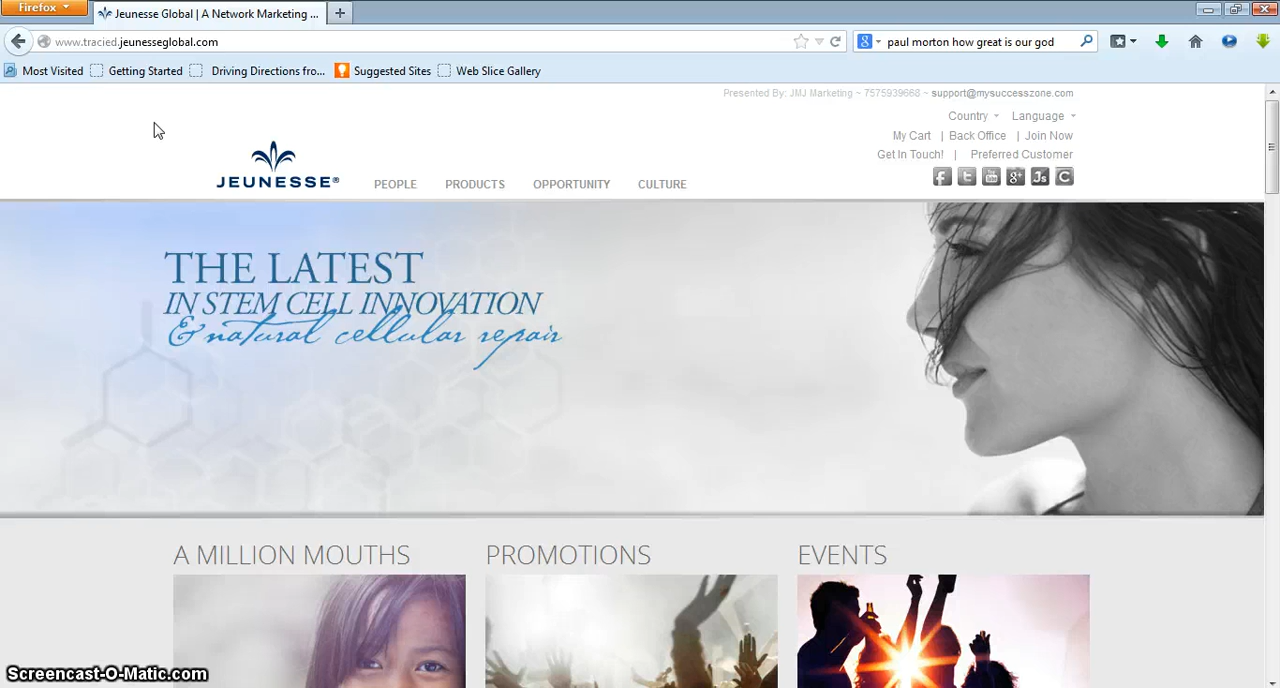 Firefox
Jeunesse Global | A Network Marketing ...
www.tracied.jeunesseglobal.com
paul morton how great is our god
Most Visited
Getting Started
Driving Directions fro...
Suggested Sites
Web Slice Gallery
Presented By: JMJ Marketing ~ 7575939668 ~ support@mysuccesszone.com
Country
Language
My Cart | Back Office | Join Now
Get In Touch! | Preferred Customer
JEUNESSE®
PEOPLE
PRODUCTS
OPPORTUNITY
CULTURE
THE LATEST
IN STEM CELL INNOVATION
& natural cellular repair
A MILLION MOUTHS
PROMOTIONS
EVENTS
Screencast-O-Matic.com